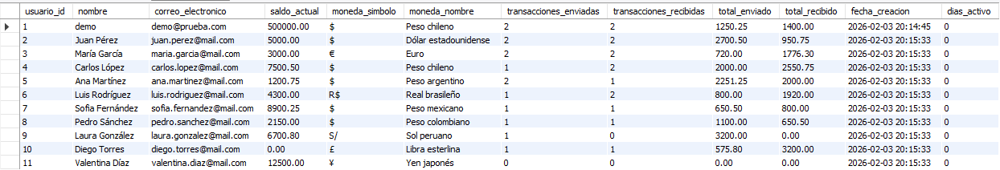 usuario_id nombre correo_electronico saldo_actual moneda_simbolo moneda_nombre transacciones_enviadas transacciones_recibidas total_enviado total_recibido fecha_creacion dias_activo
1 demo demo@prueba.com 500000.00 $ Peso chileno 2 2 1250.25 1400.00 2026-02-03 20:14:45 0
2 Juan Pérez juan.perez@mail.com 5000.00 $ Dólar estadounidense 2 2 2700.50 950.75 2026-02-03 20:15:33 0
3 María García maria.garcia@mail.com 3000.00 € Euro 2 2 720.00 1776.30 2026-02-03 20:15:33 0
4 Carlos López carlos.lopez@mail.com 7500.50 $ Peso chileno 1 2 2000.00 2550.75 2026-02-03 20:15:33 0
5 Ana Martínez ana.martinez@mail.com 1200.75 $ Peso argentino 2 1 2251.25 2000.00 2026-02-03 20:15:33 0
6 Luis Rodríguez luis.rodriguez@mail.com 4300.00 R$ Real brasileño 1 2 800.00 1920.00 2026-02-03 20:15:33 0
7 Sofia Fernández sofia.fernandez@mail.com 8900.25 $ Peso mexicano 1 1 650.50 800.00 2026-02-03 20:15:33 0
8 Pedro Sánchez pedro.sanchez@mail.com 2150.00 $ Peso colombiano 1 1 1100.00 650.50 2026-02-03 20:15:33 0
9 Laura González laura.gonzalez@mail.com 6700.80 S/ Sol peruano 1 0 3200.00 0.00 2026-02-03 20:15:33 0
10 Diego Torres diego.torres@mail.com 0.00 £ Libra esterlina 1 1 575.80 3200.00 2026-02-03 20:15:33 0
11 Valentina Díaz valentina.diaz@mail.com 12500.00 ¥ Yen japonés 0 0 0.00 0.00 2026-02-03 20:15:33 0